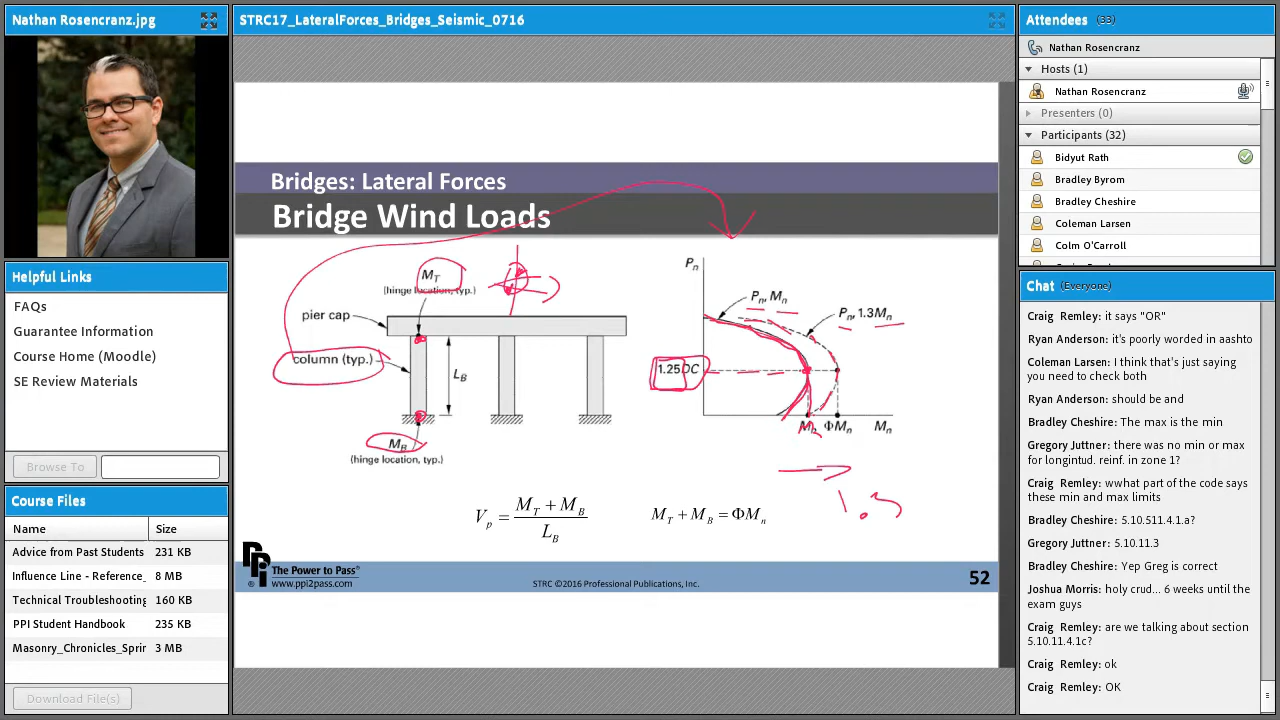 Nathan Rosencranz.jpg
STRC17_LateralForces_Bridges_Seismic_0716
Attendees (33)
Nathan Rosencranz
Hosts (1)
Nathan Rosencranz
Presenters (0)
Participants (32)
Bidyut Rath
Bradley Byrom
Bradley Cheshire
Coleman Larsen
Colm O'Carroll
Helpful Links
FAQs
Guarantee Information
Course Home (Moodle)
SE Review Materials
Browse To
Course Files
Name Size
Advice from Past Students 231 KB
Influence Line - Reference_ 8 MB
Technical Troubleshooting 160 KB
PPI Student Handbook 235 KB
Masonry_Chronicles_Sprir 3 MB
Download File(s)
Bridges: Lateral Forces
Bridge Wind Loads
M_T
(hinge location, typ.)
pier cap
column (typ.)
L_B
M_B
(hinge location, typ.)
P_n
P_n, M_n
P_n, 1.3M_n
1.25DC
M_n ΦM_n M_n
1.3
V_p = (M_T + M_B) / L_B
M_T + M_B = ΦM_n
PPI
The Power to Pass®
www.ppi2pass.com
STRC ©2016 Professional Publications, Inc.
52
Chat (Everyone)
Craig Remley: it says "OR"
Ryan Anderson: it's poorly worded in aashto
Coleman Larsen: I think that's just saying
you need to check both
Ryan Anderson: should be and
Bradley Cheshire: The max is the min
Gregory Juttner: there was no min or max
for longintud. reinf. in zone 1?
Craig Remley: wwhat part of the code says
these min and max limits
Bradley Cheshire: 5.10.511.4.1.a?
Gregory Juttner: 5.10.11.3
Bradley Cheshire: Yep Greg is correct
Joshua Morris: holy crud... 6 weeks until the
exam guys
Craig Remley: are we talking about section
5.10.11.4.1c?
Craig Remley: ok
Craig Remley: OK